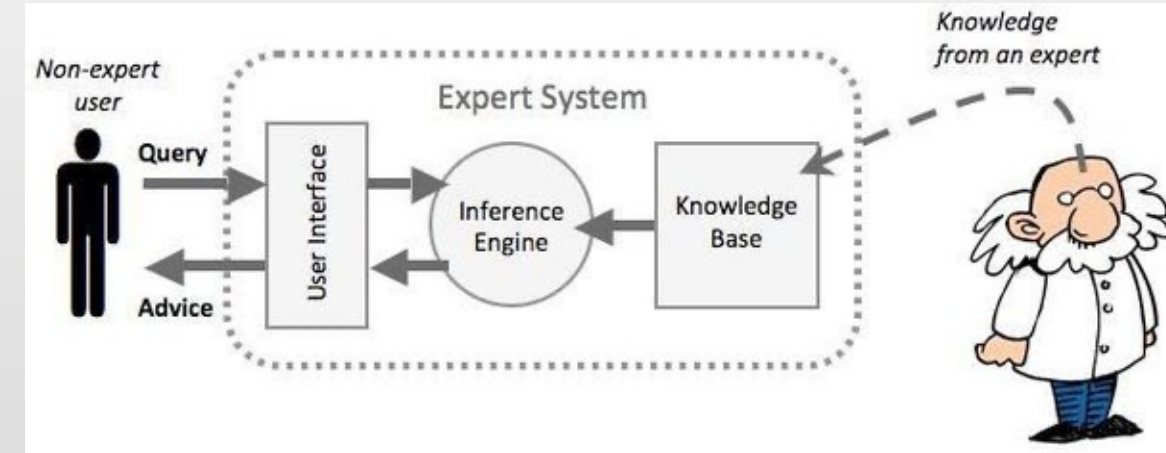 Non-expert
user
Query
Advice
Expert System
User Interface
Inference
Engine
Knowledge
Base
Knowledge
from an expert